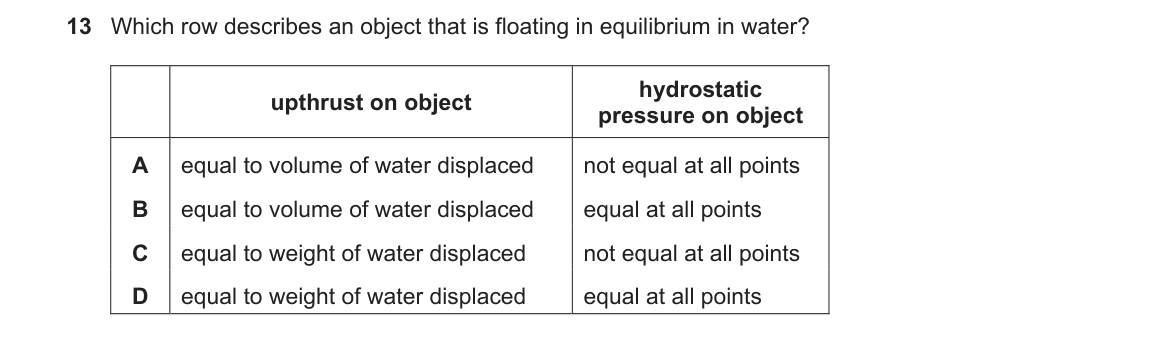 13 Which row describes an object that is floating in equilibrium in water?
upthrust on object
hydrostatic
pressure on object
A equal to volume of water displaced not equal at all points
B equal to volume of water displaced equal at all points
C equal to weight of water displaced not equal at all points
D equal to weight of water displaced equal at all points